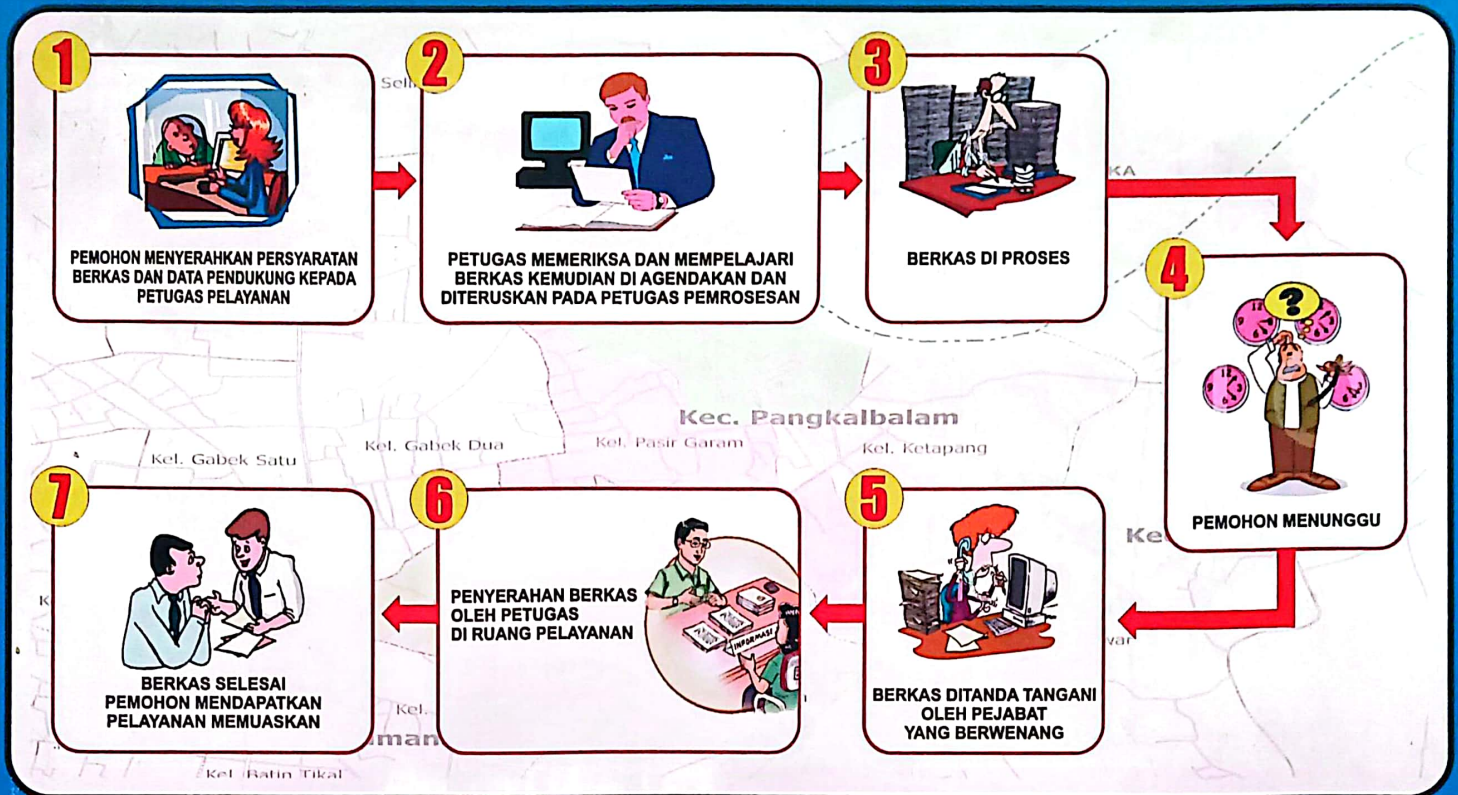 1
PEMOHON MENYERAHKAN PERSYARATAN
BERKAS DAN DATA PENDUKUNG KEPADA
PETUGAS PELAYANAN
2
PETUGAS MEMERIKSA DAN MEMPELAJARI
BERKAS KEMUDIAN DI AGENDAKAN DAN
DITERUSKAN PADA PETUGAS PEMROSESAN
3
BERKAS DI PROSES
4
?
PEMOHON MENUNGGU
5
BERKAS DITANDA TANGANI
OLEH PEJABAT
YANG BERWENANG
6
PENYERAHAN BERKAS
OLEH PETUGAS
DI RUANG PELAYANAN
INFORMASI
7
BERKAS SELESAI
PEMOHON MENDAPATKAN
PELAYANAN MEMUASKAN
Kec. Pangkalbalam
Kel. Gabek Satu
Kel. Gabek Dua
Kel. Pasir Garam
Kel. Ketapang
Kel.
Kel. Batin Tikal